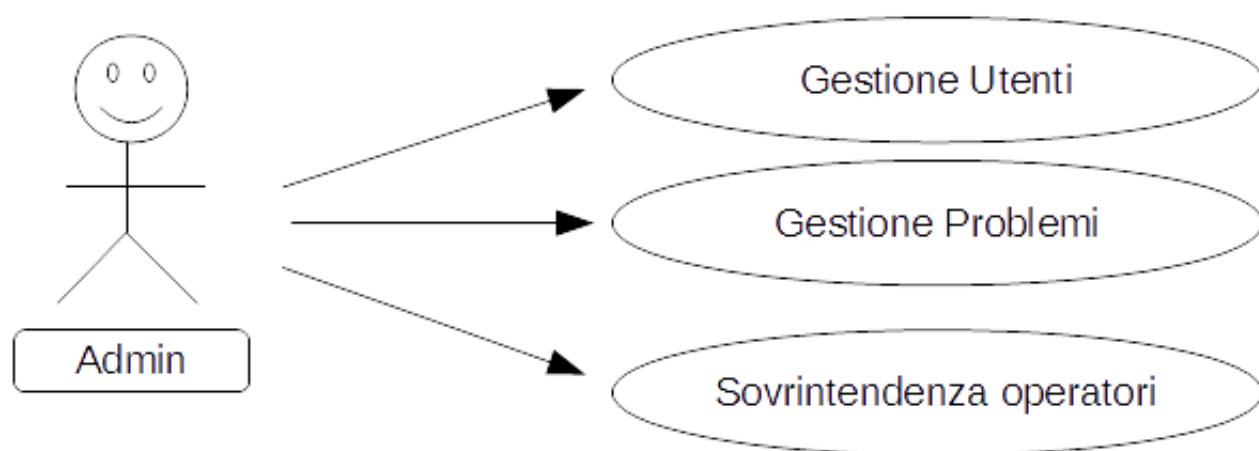 Gestione Utenti
Gestione Problemi
Admin
Sovrintendenza operatori